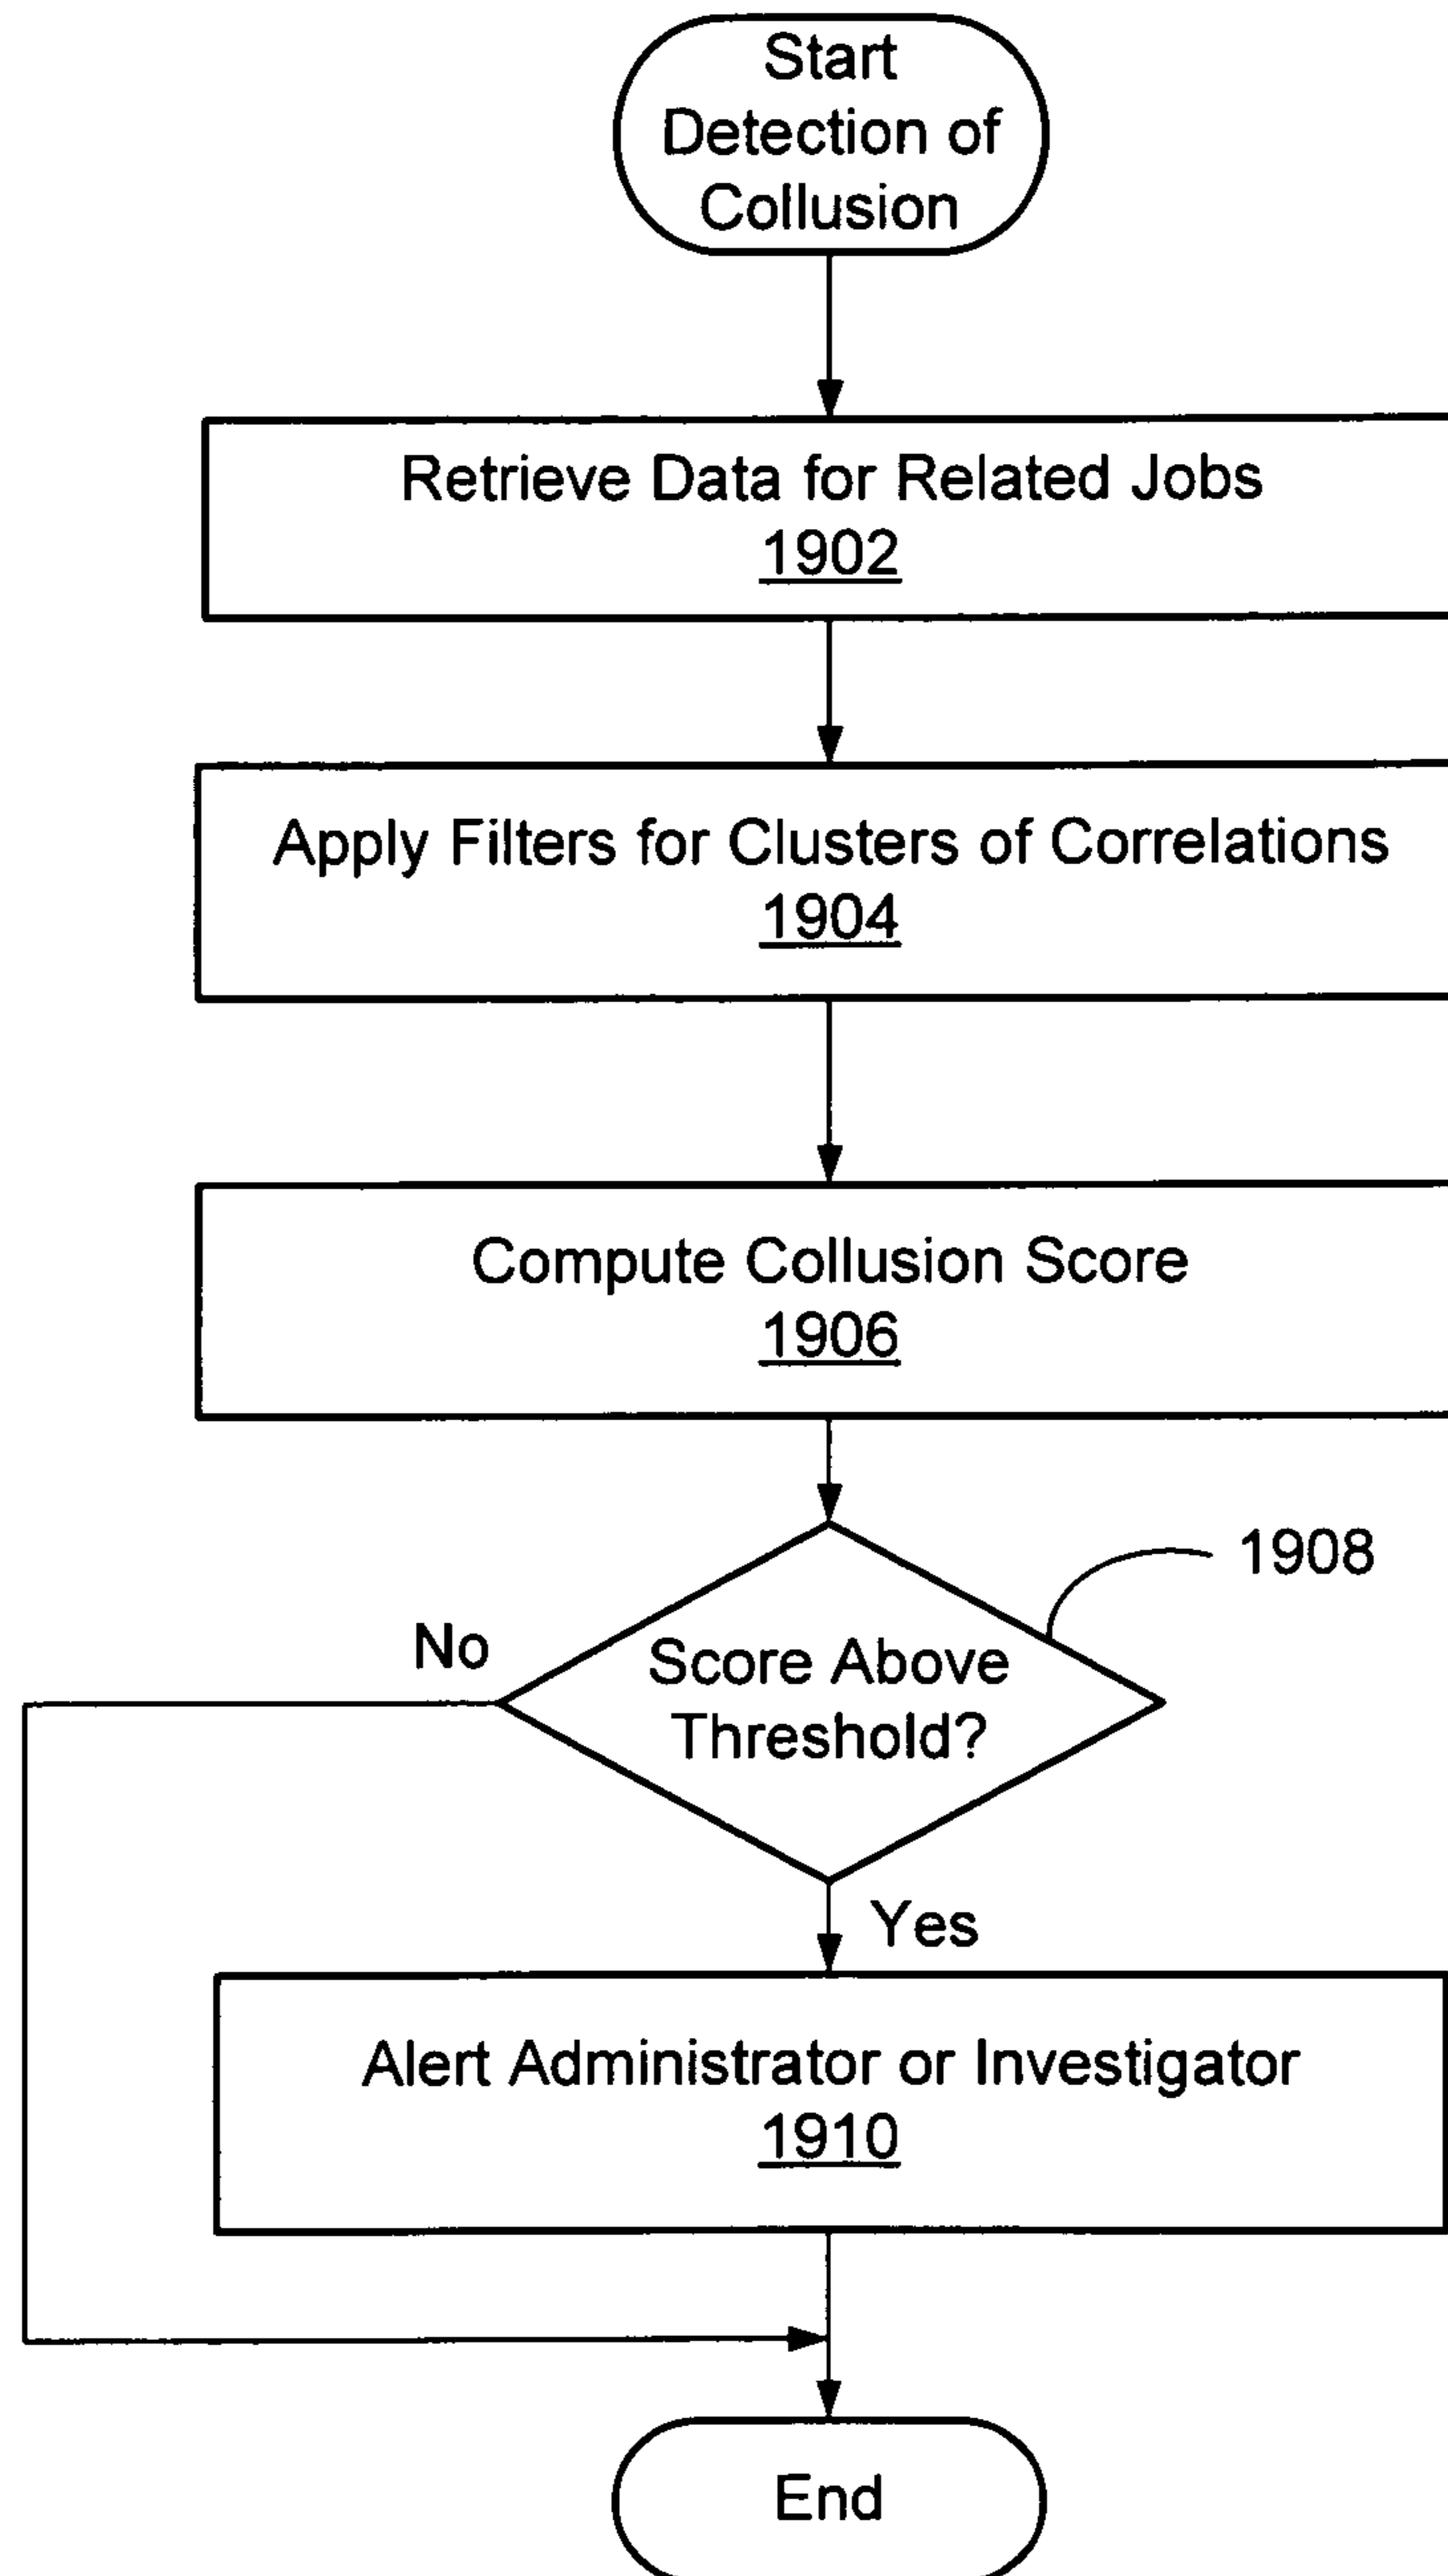 Start
Detection of
Collusion
Retrieve Data for Related Jobs
1902
Apply Filters for Clusters of Correlations
1904
Compute Collusion Score
1906
1908
No
Score Above
Threshold?
Yes
Alert Administrator or Investigator
1910
End